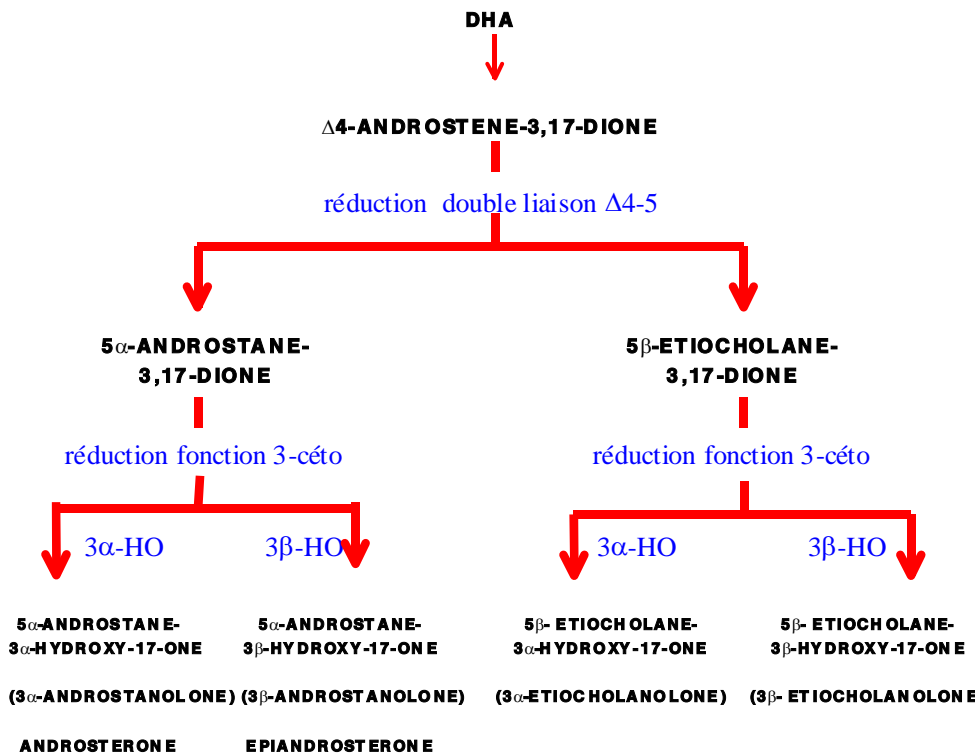 DHA
Δ4-ANDROSTENE-3,17-DIONE
réduction double liaison Δ4-5
5α-ANDROSTANE-
3,17-DIONE
5β-ETIOCHOLANE-
3,17-DIONE
réduction fonction 3-céto
réduction fonction 3-céto
3α-HO
3β-HO
3α-HO
3β-HO
5α-ANDROSTANE-
3α-HYDROXY-17-ONE
(3α-ANDROSTANOLONE)
ANDROSTERONE
5α-ANDROSTANE-
3β-HYDROXY-17-ONE
(3β-ANDROSTANOLONE)
EPIANDROSTERONE
5β- ETIOCHOLANE-
3α-HYDROXY-17-ONE
(3α-ETIOCHOLANOLONE)
5β- ETIOCHOLANE-
3β-HYDROXY-17-ONE
(3β- ETIOCHOLANOLONE